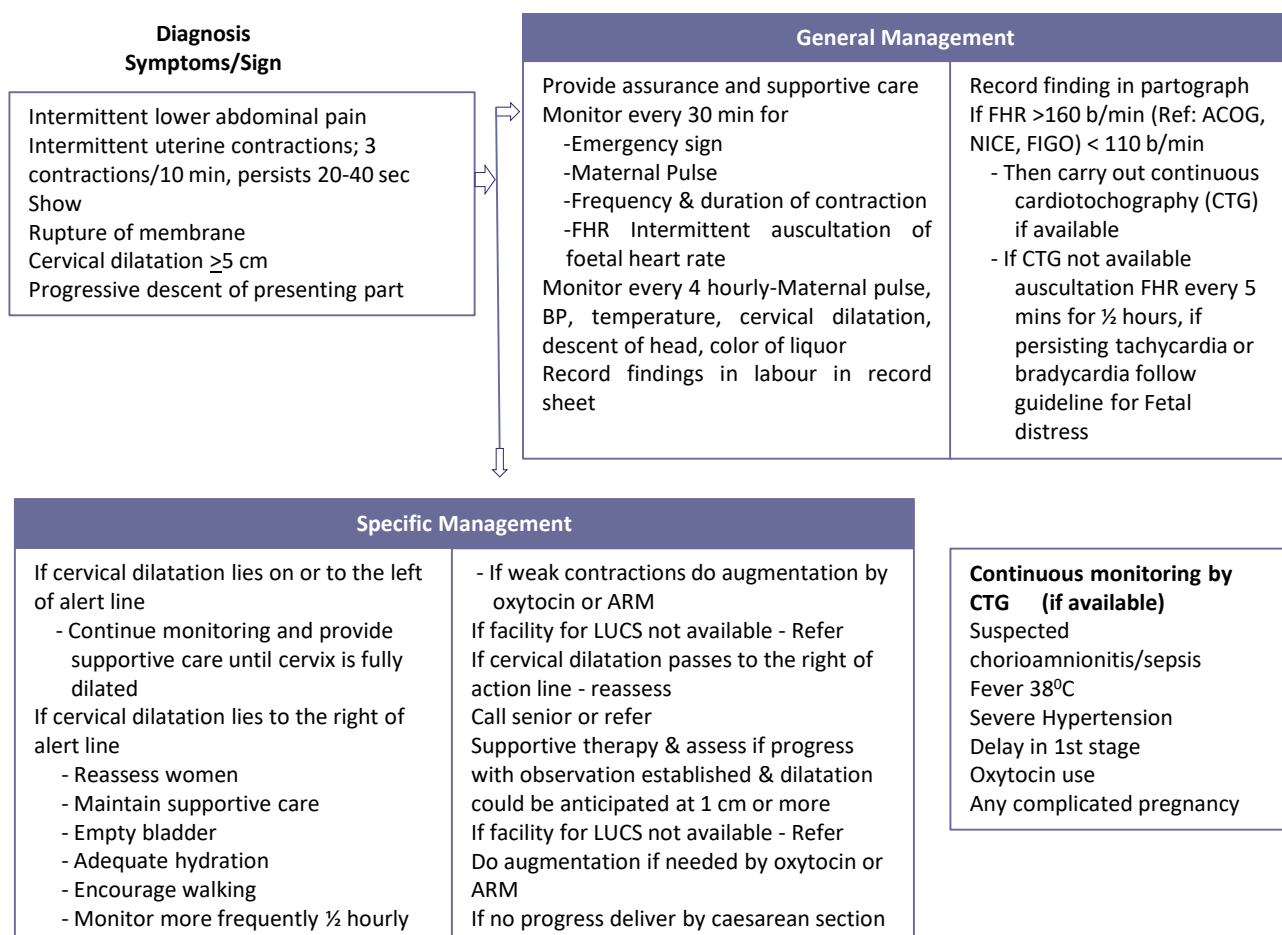 Diagnosis
Symptoms/Sign
Intermittent lower abdominal pain
Intermittent uterine contractions; 3
contractions/10 min, persists 20-40 sec
Show
Rupture of membrane
Cervical dilatation ≥5 cm
Progressive descent of presenting part
General Management
Provide assurance and supportive care
Monitor every 30 min for
-Emergency sign
-Maternal Pulse
-Frequency & duration of contraction
-FHR Intermittent auscultation of
foetal heart rate
Monitor every 4 hourly-Maternal pulse,
BP, temperature, cervical dilatation,
descent of head, color of liquor
Record findings in labour in record
sheet
Record finding in partograph
If FHR >160 b/min (Ref: ACOG,
NICE, FIGO) < 110 b/min
- Then carry out continuous
cardiotochography (CTG)
if available
- If CTG not available
auscultation FHR every 5
mins for ½ hours, if
persisting tachycardia or
bradycardia follow
guideline for Fetal
distress
Specific Management
If cervical dilatation lies on or to the left
of alert line
- Continue monitoring and provide
supportive care until cervix is fully
dilated
If cervical dilatation lies to the right of
alert line
- Reassess women
- Maintain supportive care
- Empty bladder
- Adequate hydration
- Encourage walking
- Monitor more frequently ½ hourly
- If weak contractions do augmentation by
oxytocin or ARM
If facility for LUCS not available - Refer
If cervical dilatation passes to the right of
action line - reassess
Call senior or refer
Supportive therapy & assess if progress
with observation established & dilatation
could be anticipated at 1 cm or more
If facility for LUCS not available - Refer
Do augmentation if needed by oxytocin or
ARM
If no progress deliver by caesarean section
Continuous monitoring by
CTG (if available)
Suspected
chorioamnionitis/sepsis
Fever 38⁰C
Severe Hypertension
Delay in 1st stage
Oxytocin use
Any complicated pregnancy